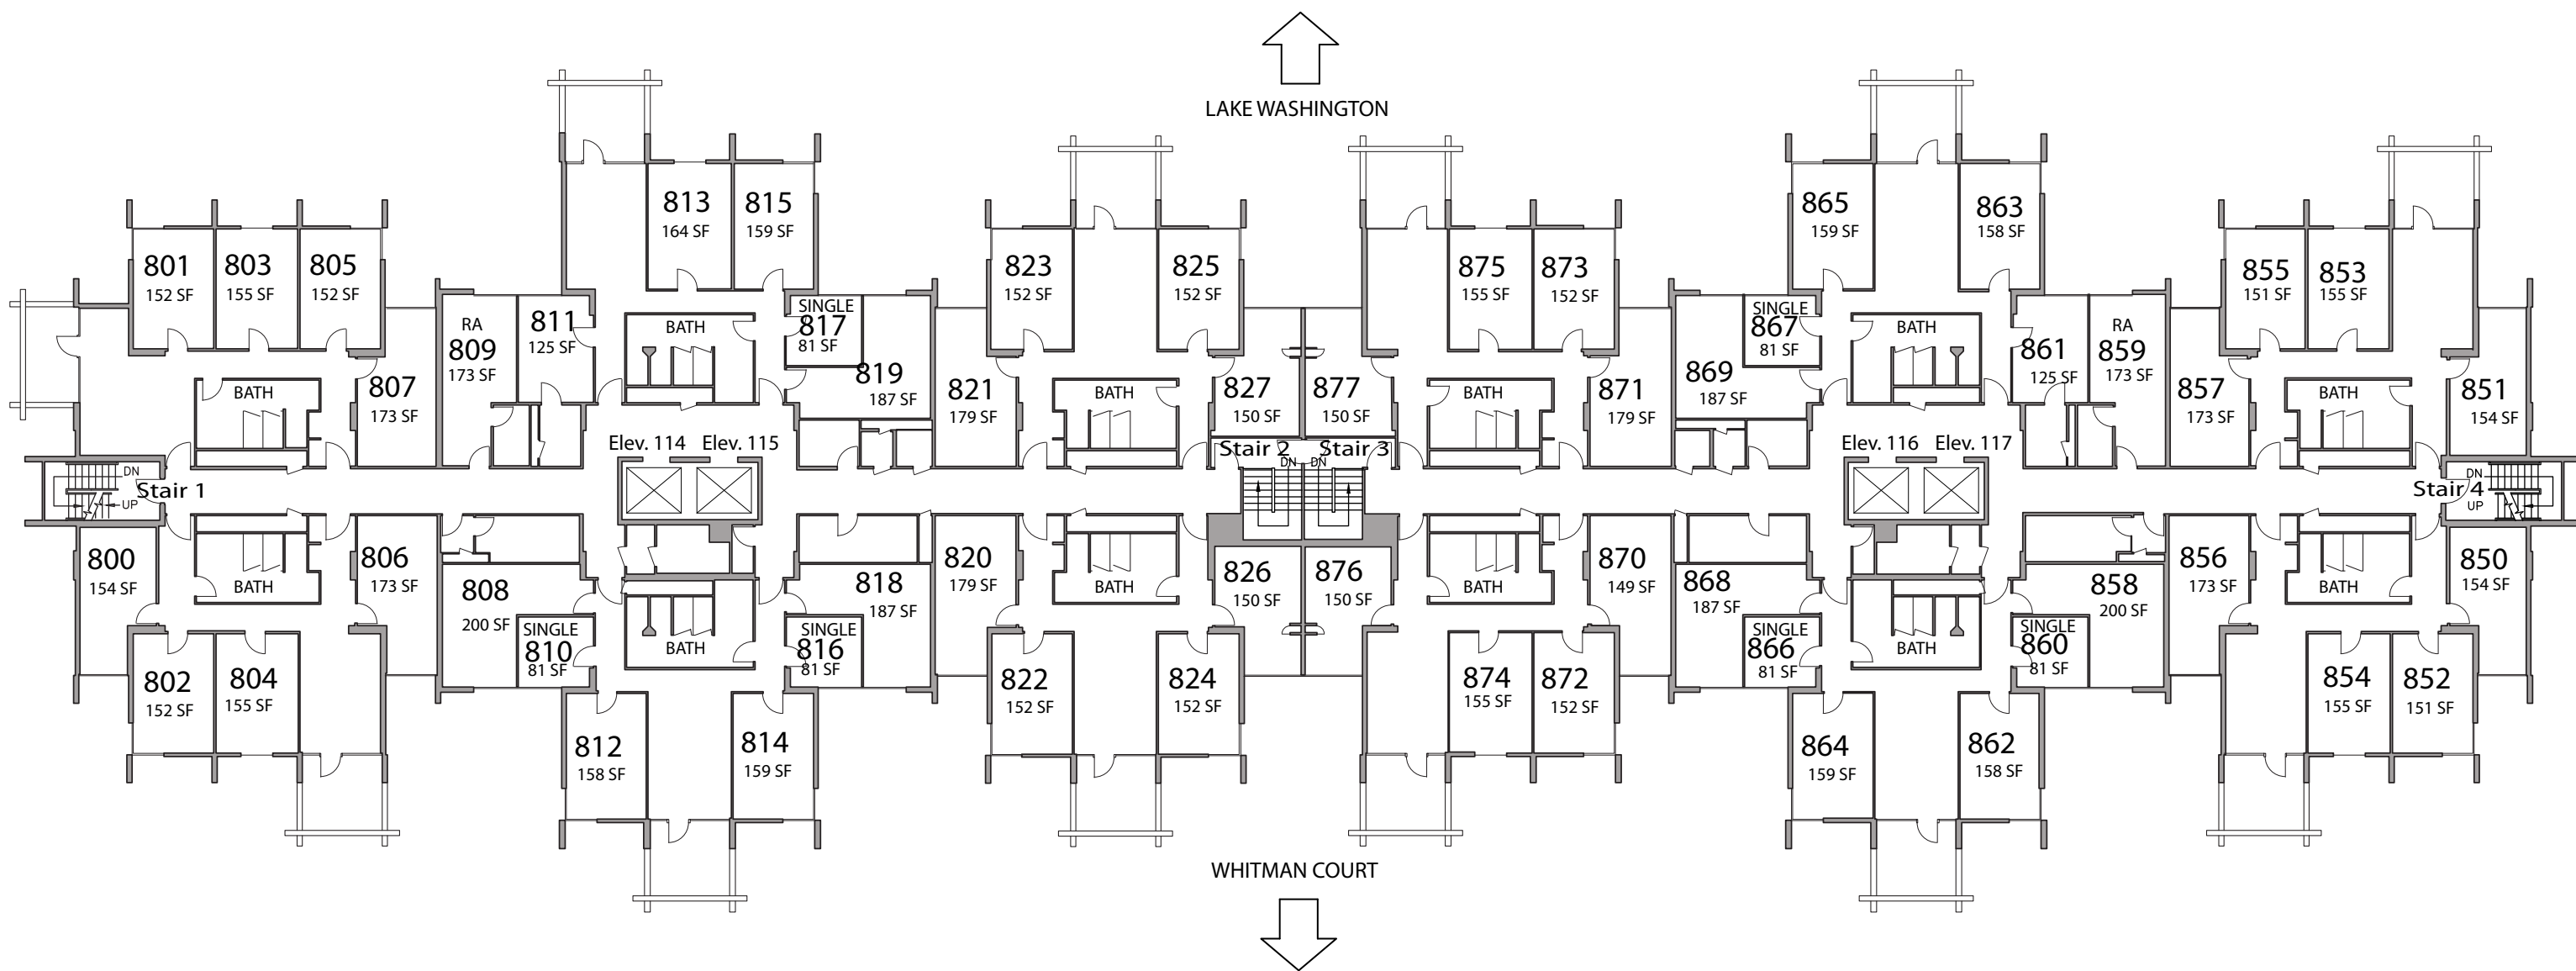 LAKE WASHINGTON
813
164 SF
815
159 SF
865
159 SF
863
158 SF
801
152 SF
803
155 SF
805
152 SF
823
152 SF
825
152 SF
875
155 SF
873
152 SF
855
151 SF
853
155 SF
RA
809
173 SF
811
125 SF
BATH
SINGLE
817
81 SF
819
187 SF
SINGLE
867
81 SF
869
187 SF
BATH
861
125 SF
RA
859
173 SF
BATH
807
173 SF
821
179 SF
BATH
827
150 SF
877
150 SF
BATH
871
179 SF
857
173 SF
BATH
851
154 SF
Elev. 114
Elev. 115
Stair 2
Stair 3
DN
DN
Elev. 116
Elev. 117
DN
Stair 1
UP
DN
Stair 4
UP
800
154 SF
BATH
806
173 SF
808
200 SF
SINGLE
810
81 SF
BATH
818
187 SF
SINGLE
816
81 SF
820
179 SF
BATH
826
150 SF
876
150 SF
BATH
870
149 SF
868
187 SF
SINGLE
866
81 SF
BATH
858
200 SF
SINGLE
860
81 SF
856
173 SF
BATH
850
154 SF
802
152 SF
804
155 SF
822
152 SF
824
152 SF
874
155 SF
872
152 SF
854
155 SF
852
151 SF
812
158 SF
814
159 SF
864
159 SF
862
158 SF
WHITMAN COURT